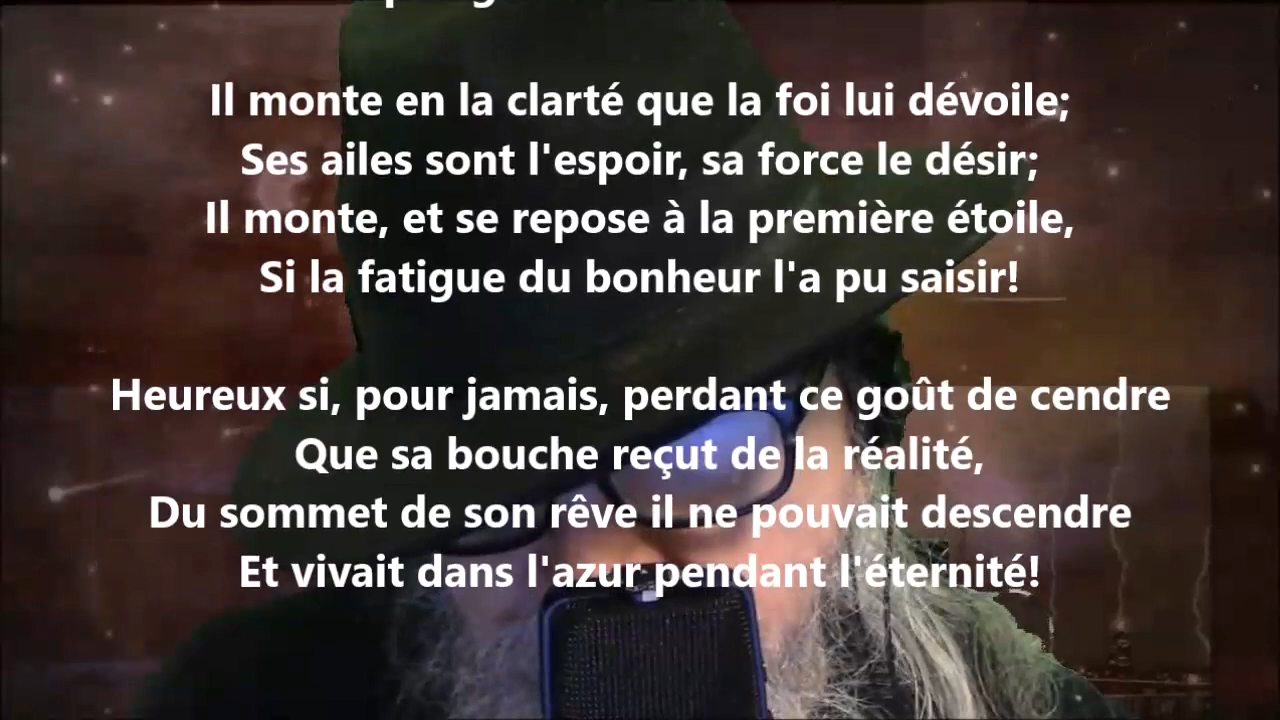 Il monte en la clarté que la foi lui dévoile;
Ses ailes sont l'espoir, sa force le désir;
Il monte, et se repose à la première étoile,
Si la fatigue du bonheur l'a pu saisir!
Heureux si, pour jamais, perdant ce goût de cendre
Que sa bouche reçut de la réalité,
Du sommet de son rêve il ne pouvait descendre
Et vivait dans l'azur pendant l'éternité!